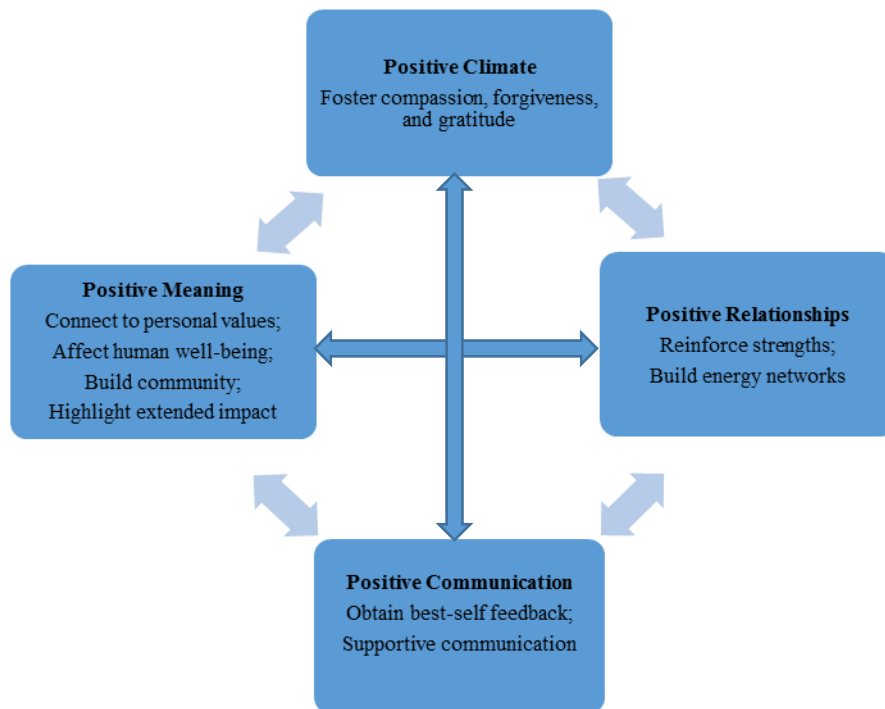 Positive Climate
Foster compassion, forgiveness,
and gratitude
Positive Meaning
Connect to personal values;
Affect human well-being;
Build community;
Highlight extended impact
Positive Relationships
Reinforce strengths;
Build energy networks
Positive Communication
Obtain best-self feedback;
Supportive communication